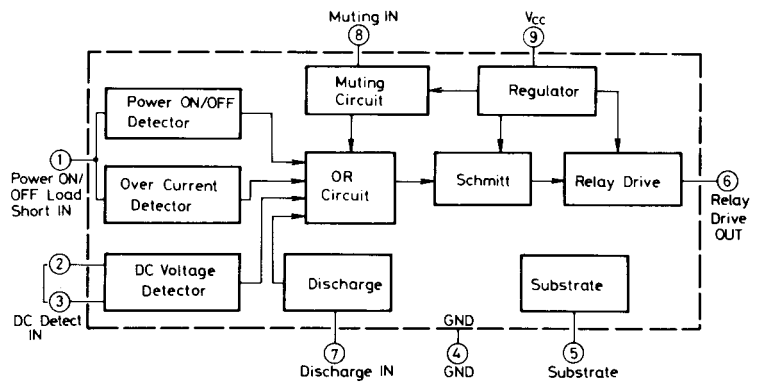 Muting IN
8
Vcc
9
Power ON/OFF
Detector
Muting
Circuit
Regulator
1
Power ON/
OFF Load
Short IN
Over Current
Detector
OR
Circuit
Schmitt
Relay Drive
6
Relay
Drive
OUT
2
3
DC Detect
IN
DC Voltage
Detector
Discharge
Substrate
GND
7
Discharge IN
4
GND
5
Substrate